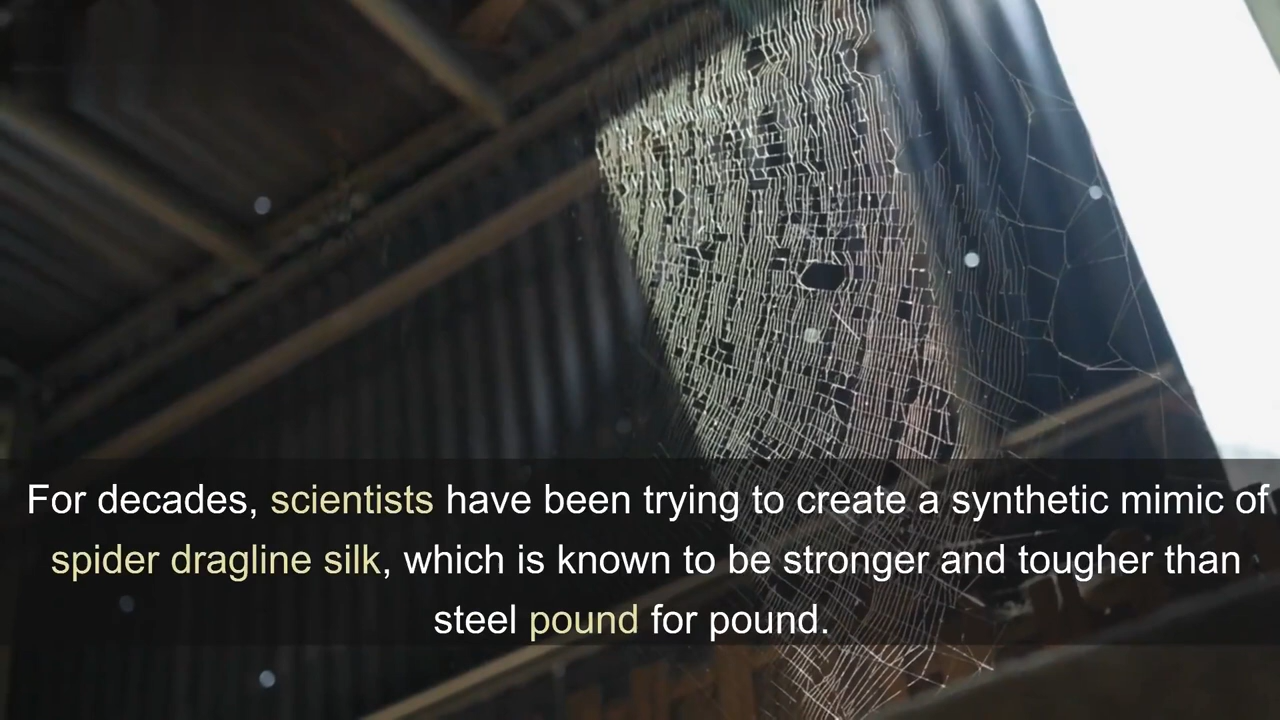 For decades, scientists have been trying to create a synthetic mimic of
spider dragline silk, which is known to be stronger and tougher than
steel pound for pound.